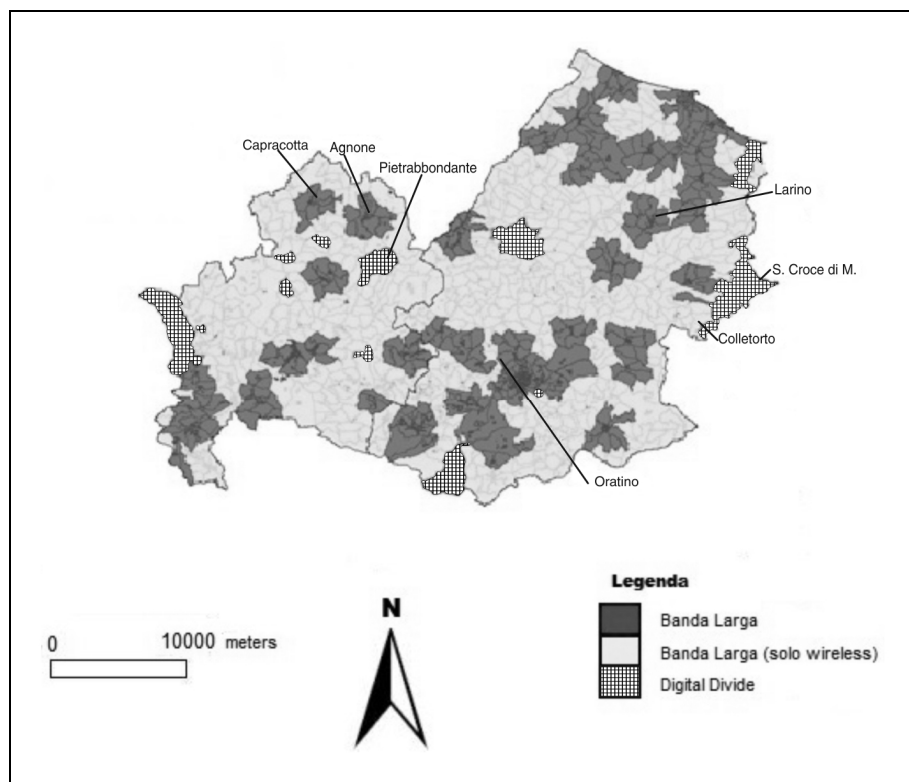 Capracotta
Agnone
Pietrabbondante
Larino
S. Croce di M.
Colletorto
Oratino
Legenda
Banda Larga
Banda Larga (solo wireless)
Digital Divide
N
0 10000 meters